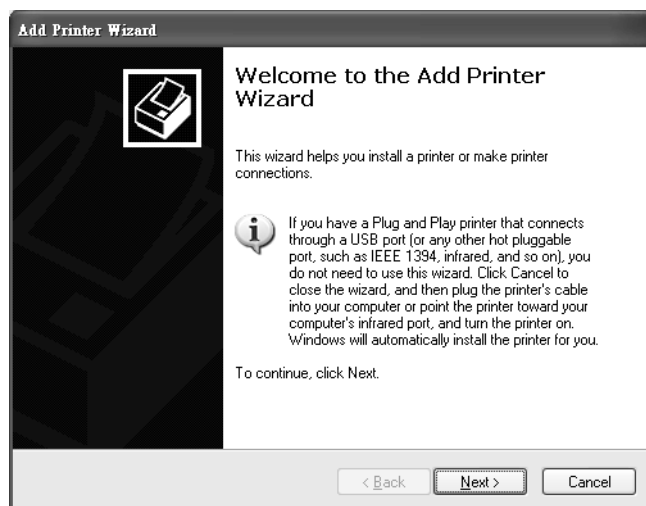 Add Printer Wizard
Welcome to the Add Printer
Wizard
This wizard helps you install a printer or make printer
connections.
If you have a Plug and Play printer that connects
through a USB port (or any other hot pluggable
port, such as IEEE 1394, infrared, and so on), you
do not need to use this wizard. Click Cancel to
close the wizard, and then plug the printer's cable
into your computer or point the printer toward your
computer's infrared port, and turn the printer on.
Windows will automatically install the printer for you.
To continue, click Next.
< Back Next > Cancel